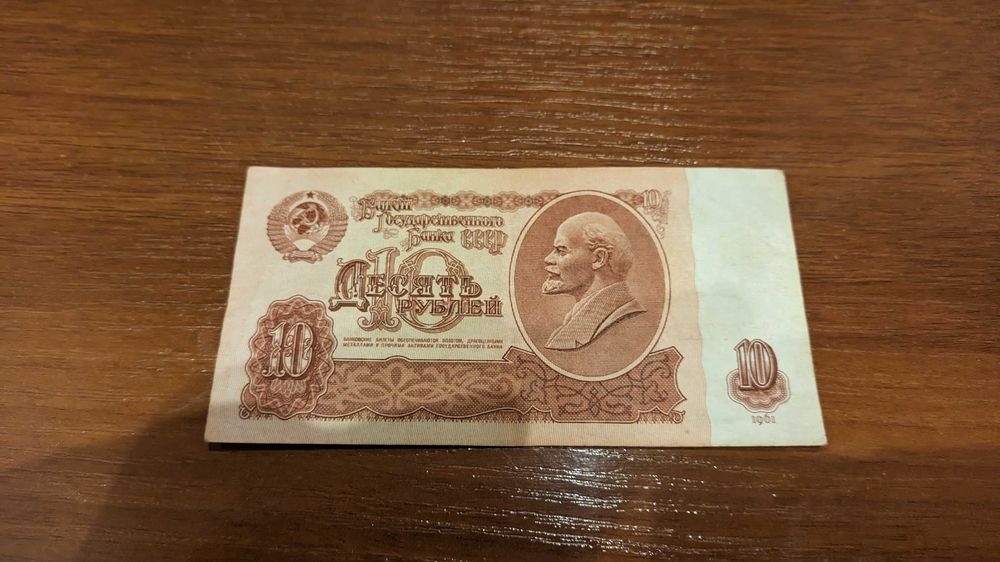 Билет
Государственного
Банка СССР
10
10
Десять
рублей
БАНКОВСКИЕ БИЛЕТЫ ОБЕСПЕЧИВАЮТСЯ ЗОЛОТОМ, ДРАГОЦЕННЫМИ
МЕТАЛЛАМИ И ПРОЧИМИ АКТИВАМИ ГОСУДАРСТВЕННОГО БАНКА
10
10
1961